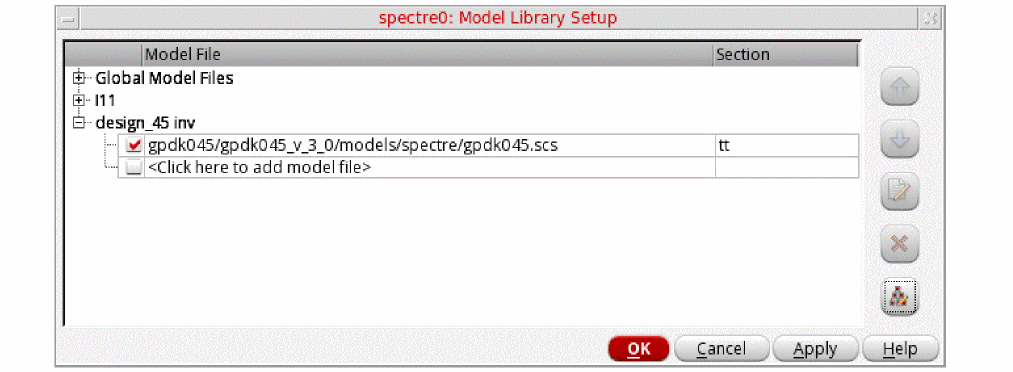 spectre0: Model Library Setup
Model File Section
Global Model Files
I11
design_45 inv
gpdk045/gpdk045_v_3_0/models/spectre/gpdk045.scs tt
<Click here to add model file>
OK Cancel Apply Help